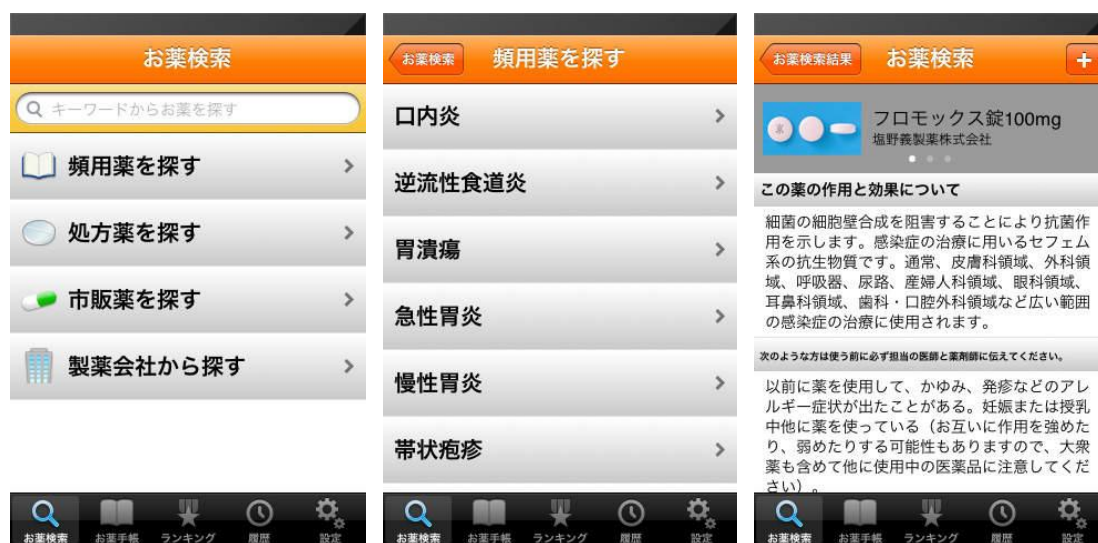 お薬検索
キーワードからお薬を探す
頻用薬を探す
処方薬を探す
市販薬を探す
製薬会社から探す
お薬検索
お薬手帳
ランキング
履歴
設定
お薬検索
頻用薬を探す
口内炎
逆流性食道炎
胃潰瘍
急性胃炎
慢性胃炎
帯状疱疹
お薬検索
お薬手帳
ランキング
履歴
設定
お薬検索結果
お薬検索
+
フロモックス錠100mg
塩野義製薬株式会社
この薬の作用と効果について
細菌の細胞壁合成を阻害することにより抗菌作
用を示します。感染症の治療に用いるセフェム
系の抗生物質です。通常、皮膚科領域、外科領
域、呼吸器、尿路、産婦人科領域、眼科領域、
耳鼻科領域、歯科・口腔外科領域など広い範囲
の感染症の治療に使用されます。
次のような方は使う前に必ず担当の医師と薬剤師に伝えてください。
以前に薬を使用して、かゆみ、発疹などのアレ
ルギー症状が出たことがある。妊娠または授乳
中他に薬を使っている（お互いに作用を強めた
り、弱めたりする可能性もありますので、大衆
薬も含めて他に使用中の医薬品に注意してくだ
さい）。
お薬検索
お薬手帳
ランキング
履歴
設定